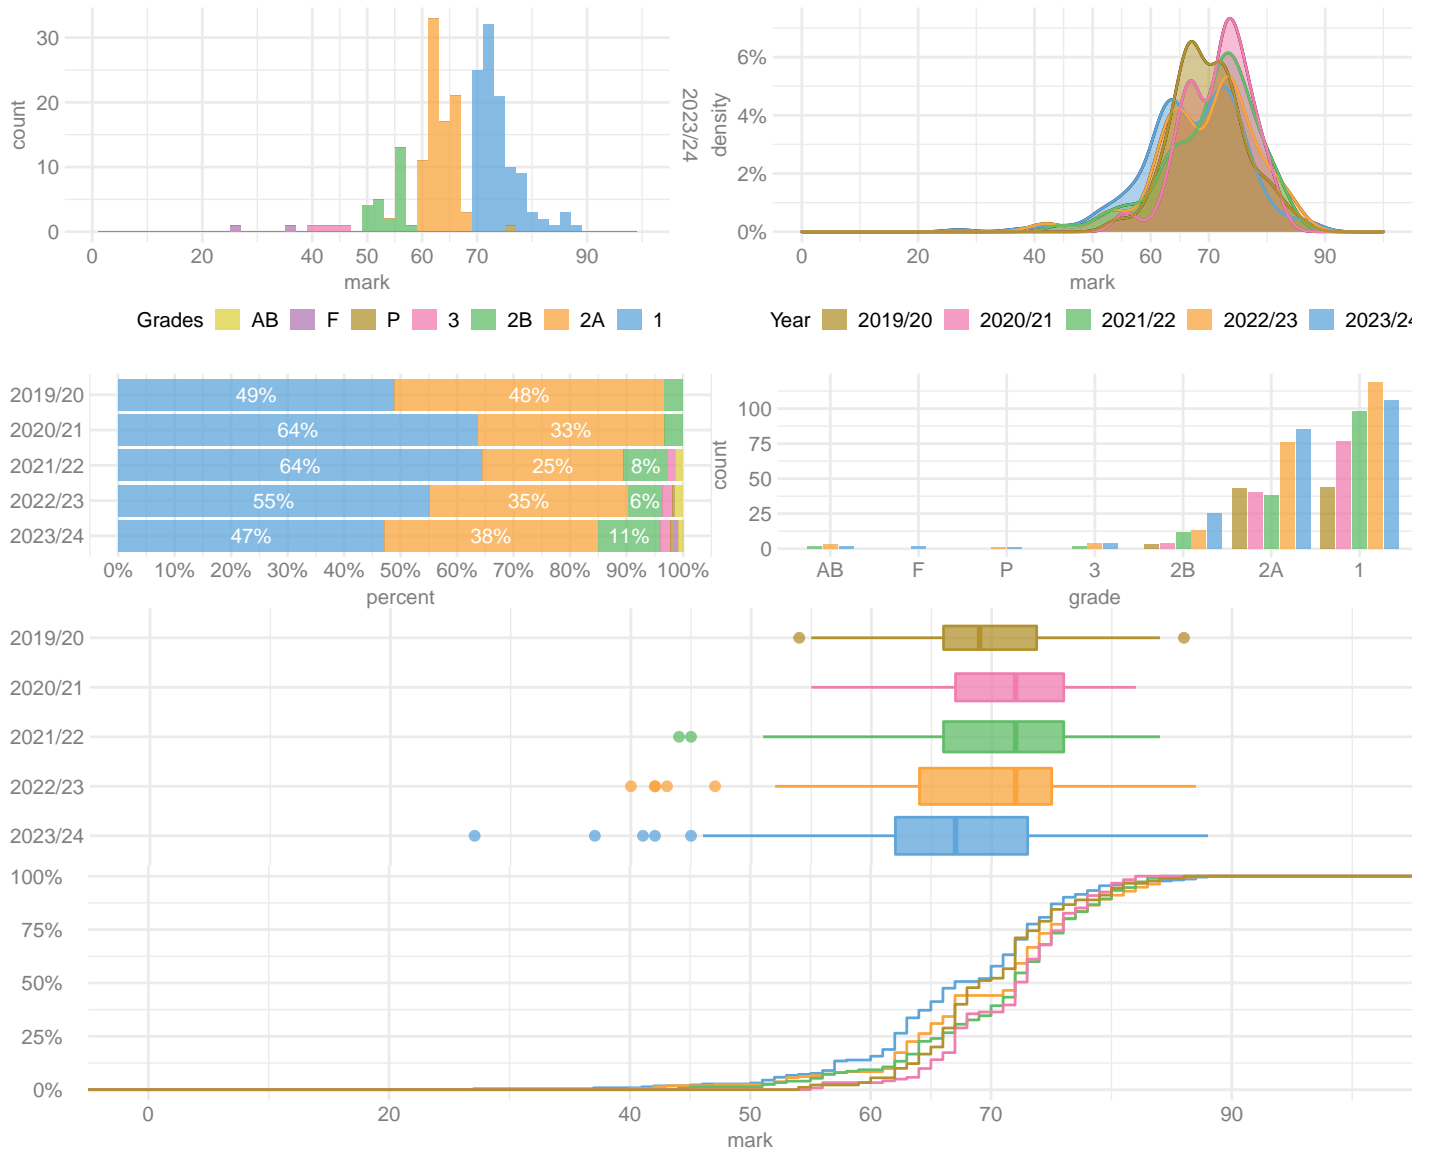 30
20
10
0
count
0 20 40 50 60 70 90
mark
2023/24
Grades AB F P 3 2B 2A 1
6%
4%
2%
0%
density
0 20 40 50 60 70 90
mark
Year 2019/20 2020/21 2021/22 2022/23 2023/24
2019/20 49% 48%
2020/21 64% 33%
2021/22 64% 25% 8%
2022/23 55% 35% 6%
2023/24 47% 38% 11%
0% 10% 20% 30% 40% 50% 60% 70% 80% 90% 100%
percent
100
75
50
25
0
count
AB F P 3 2B 2A 1
grade
2019/20
2020/21
2021/22
2022/23
2023/24
100%
75%
50%
25%
0%
0 20 40 50 60 70 90
mark